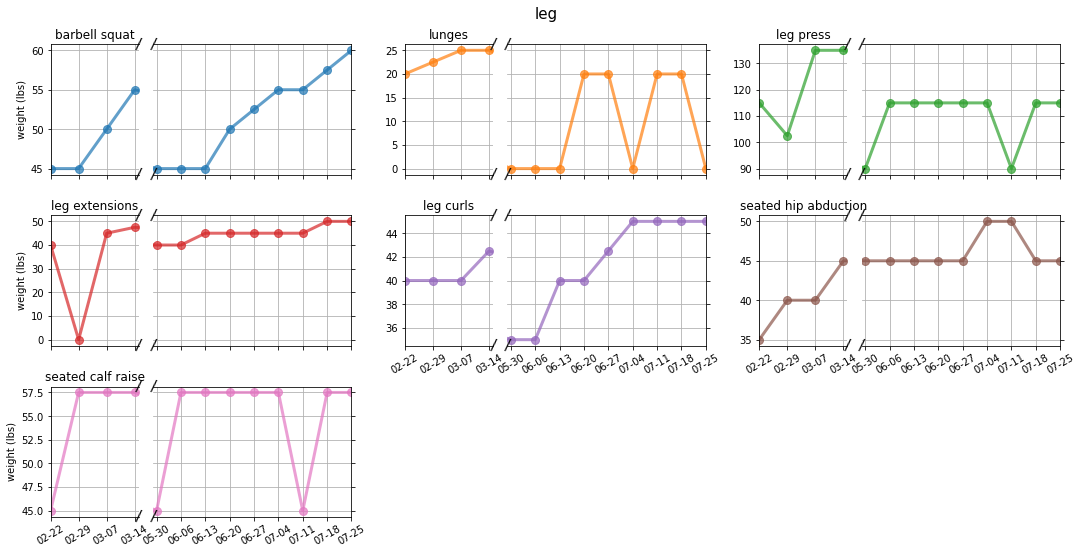 leg
barbell squat
lunges
leg press
weight (lbs)
60
55
50
45
25
20
15
10
5
0
130
120
110
100
90
leg extensions
leg curls
seated hip abduction
weight (lbs)
50
40
30
20
10
0
44
42
40
38
36
50
45
40
35
02-22 02-29 03-07 03-14 05-30 06-06 06-13 06-20 06-27 07-04 07-11 07-18 07-25
02-22 02-29 03-07 03-14 05-30 06-06 06-13 06-20 06-27 07-04 07-11 07-18 07-25
seated calf raise
weight (lbs)
57.5
55.0
52.5
50.0
47.5
45.0
02-22 02-29 03-07 03-14 05-30 06-06 06-13 06-20 06-27 07-04 07-11 07-18 07-25